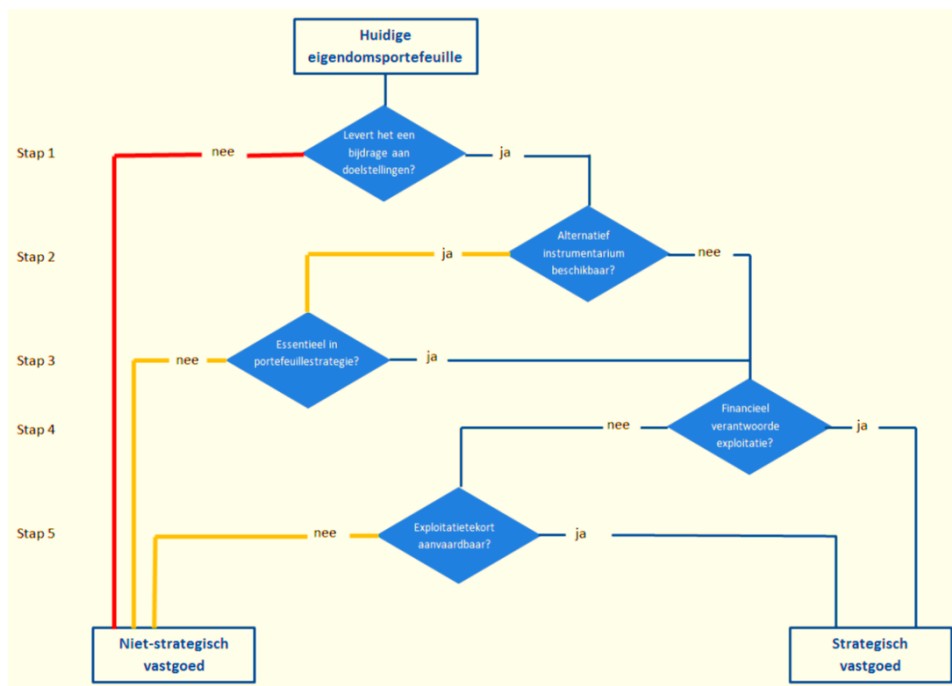 Huidige
eigendomsportefeuille
Stap 1
nee
Levert het een
bijdrage aan
doelstellingen?
ja
Stap 2
ja
Alternatief
instrumentarium
beschikbaar?
nee
Stap 3
nee
Essentieel in
portefeuillestrategie?
ja
Stap 4
nee
Financieel
verantwoorde
exploitatie?
ja
Stap 5
nee
Exploitatietekort
aanvaardbaar?
ja
Niet-strategisch
vastgoed
Strategisch
vastgoed